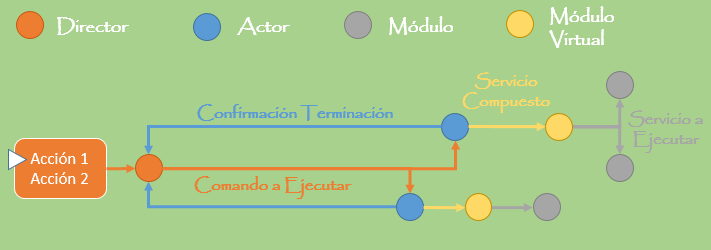 Director
Actor
Módulo
Módulo
Virtual
Servicio
Compuesto
Confirmación Terminación
Servicio a
Ejecutar
Acción 1
Acción 2
Comando a Ejecutar